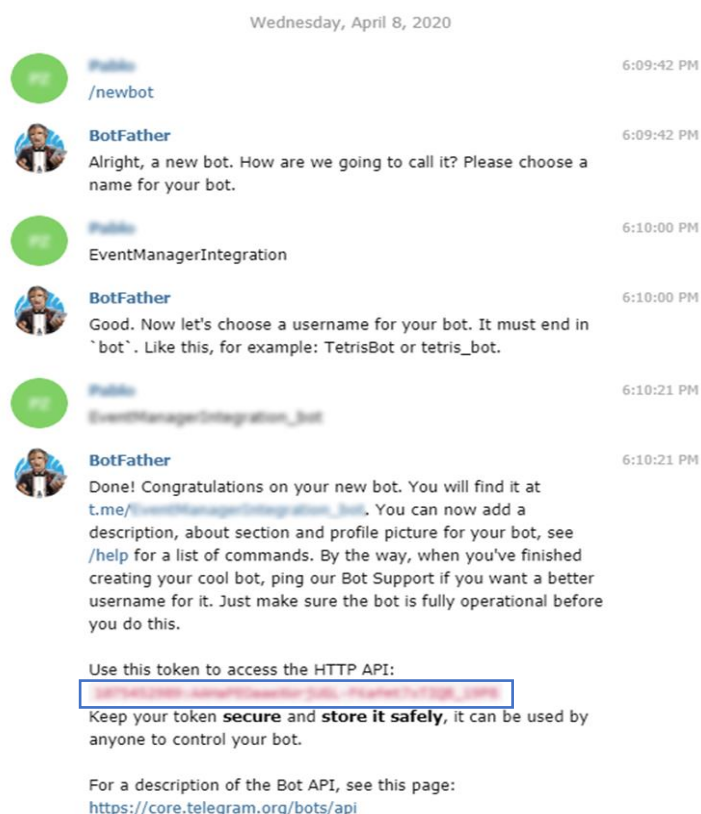 Wednesday, April 8, 2020
6:09:42 PM
/newbot
BotFather 6:09:42 PM
Alright, a new bot. How are we going to call it? Please choose a
name for your bot.
6:10:00 PM
EventManagerIntegration
BotFather 6:10:00 PM
Good. Now let's choose a username for your bot. It must end in
`bot`. Like this, for example: TetrisBot or tetris_bot.
6:10:21 PM
BotFather 6:10:21 PM
Done! Congratulations on your new bot. You will find it at
t.me/ . You can now add a
description, about section and profile picture for your bot, see
/help for a list of commands. By the way, when you've finished
creating your cool bot, ping our Bot Support if you want a better
username for it. Just make sure the bot is fully operational before
you do this.
Use this token to access the HTTP API:
Keep your token secure and store it safely, it can be used by
anyone to control your bot.
For a description of the Bot API, see this page:
https://core.telegram.org/bots/api